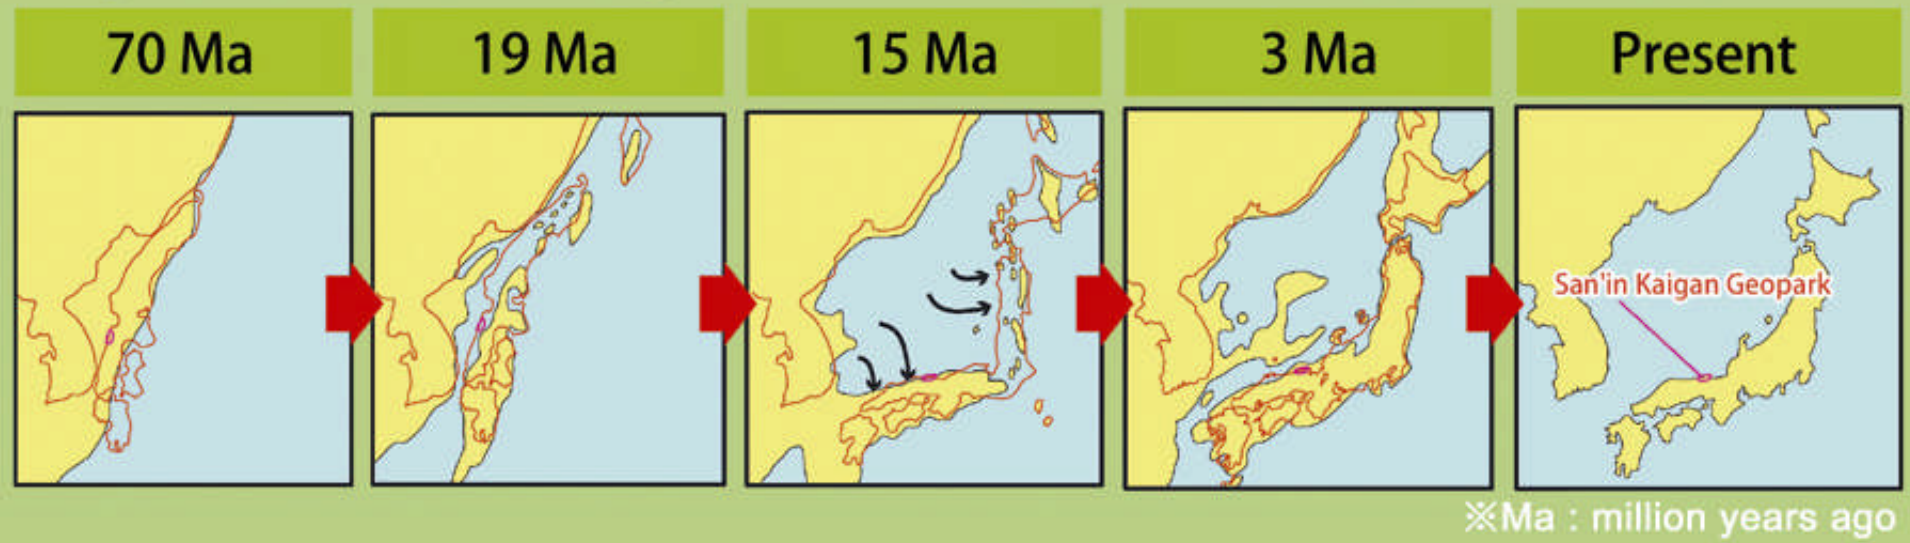 70 Ma
19 Ma
15 Ma
3 Ma
Present
San'in Kaigan Geopark
※Ma : million years ago